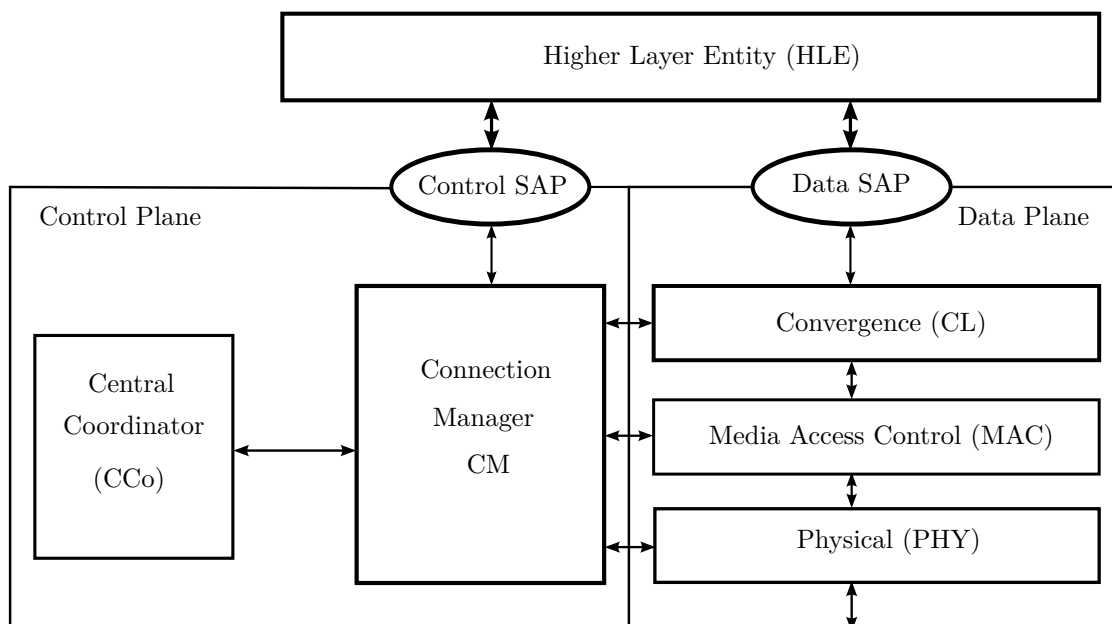 Higher Layer Entity (HLE)
Control SAP
Data SAP
Control Plane
Data Plane
Convergence (CL)
Connection
Manager
CM
Central
Coordinator
(CCo)
Media Access Control (MAC)
Physical (PHY)